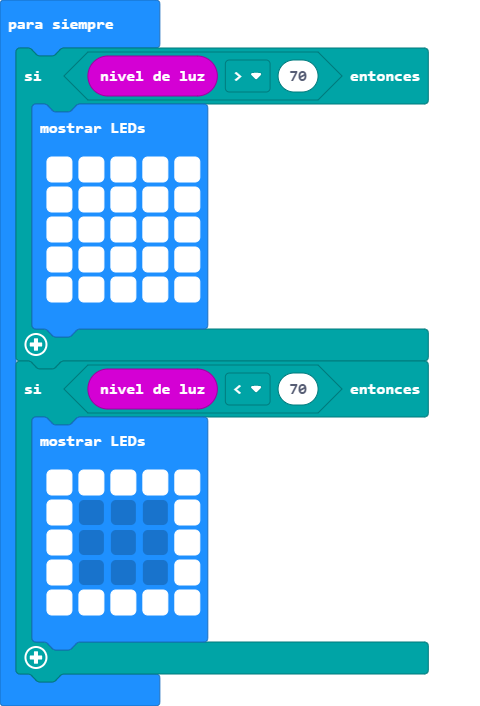 para siempre
si nivel de luz > 70 entonces
mostrar LEDs
si nivel de luz < 70 entonces
mostrar LEDs